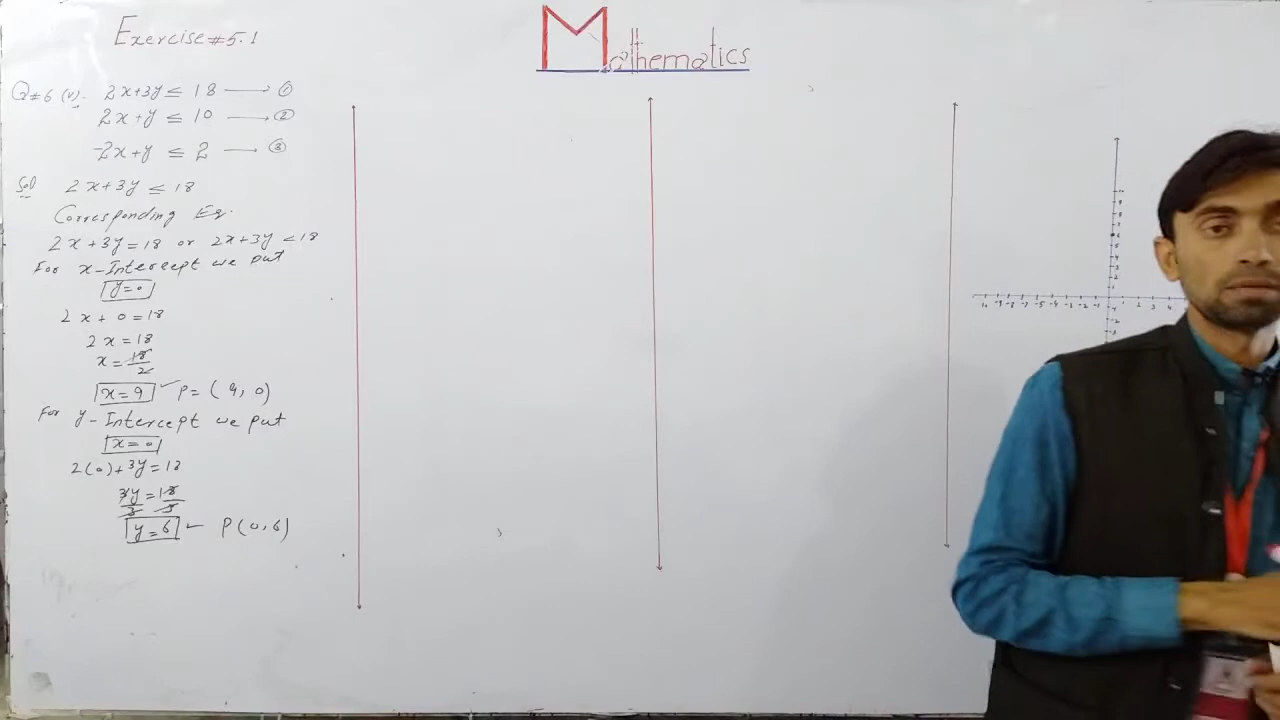 Exercise#5.1
Mathematics
Q#6 (v). 2x+3y ≤ 18 ⟶ ①
2x+y ≤ 10 ⟶ ②
-2x+y ≤ 2 ⟶ ③
Sol 2x+3y ≤ 18
Corresponding Eq.
2x+3y=18 or 2x+3y <18
For x-Intercept we put
y=0
2x+0=18
2x=18
x=18/2
x=9 ✓ P=(9,0)
For y-Intercept we put
x=0
2(0)+3y=18
3y/3=18/3
y=6 ✓ P(0,6)